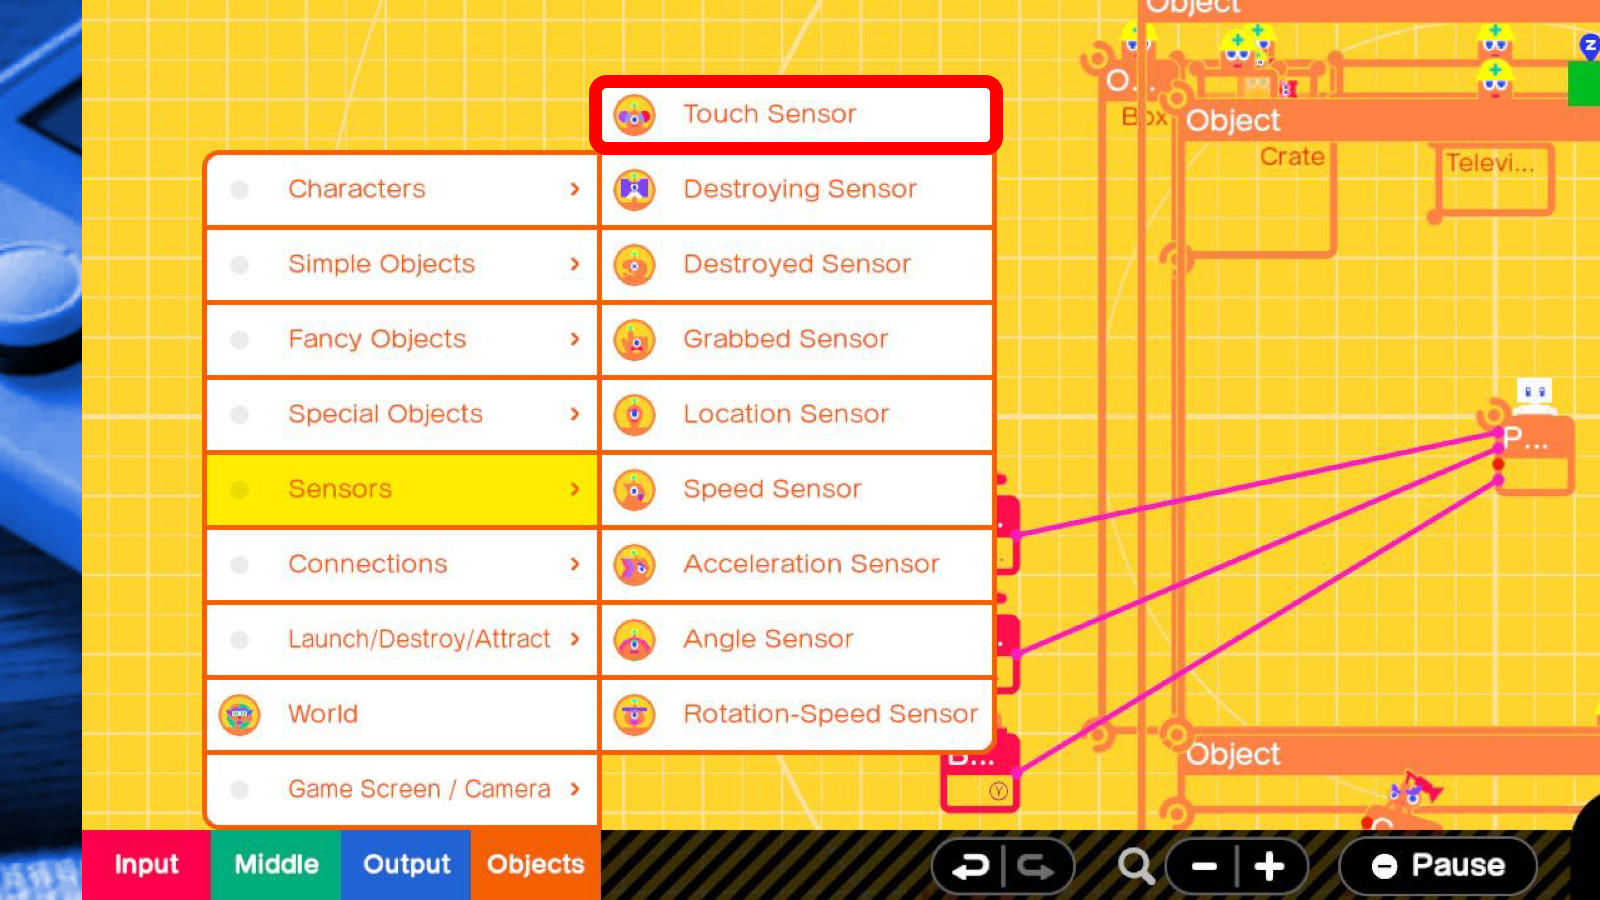 Object
O...
Box
Object
Crate
Televi...
Z
Touch Sensor
Characters
Destroying Sensor
Simple Objects
Destroyed Sensor
Fancy Objects
Grabbed Sensor
Special Objects
Location Sensor
P...
Sensors
Speed Sensor
Connections
Acceleration Sensor
Launch/Destroy/Attract
Angle Sensor
World
Rotation-Speed Sensor
Object
B...
Game Screen / Camera
Y
Input
Middle
Output
Objects
Pause